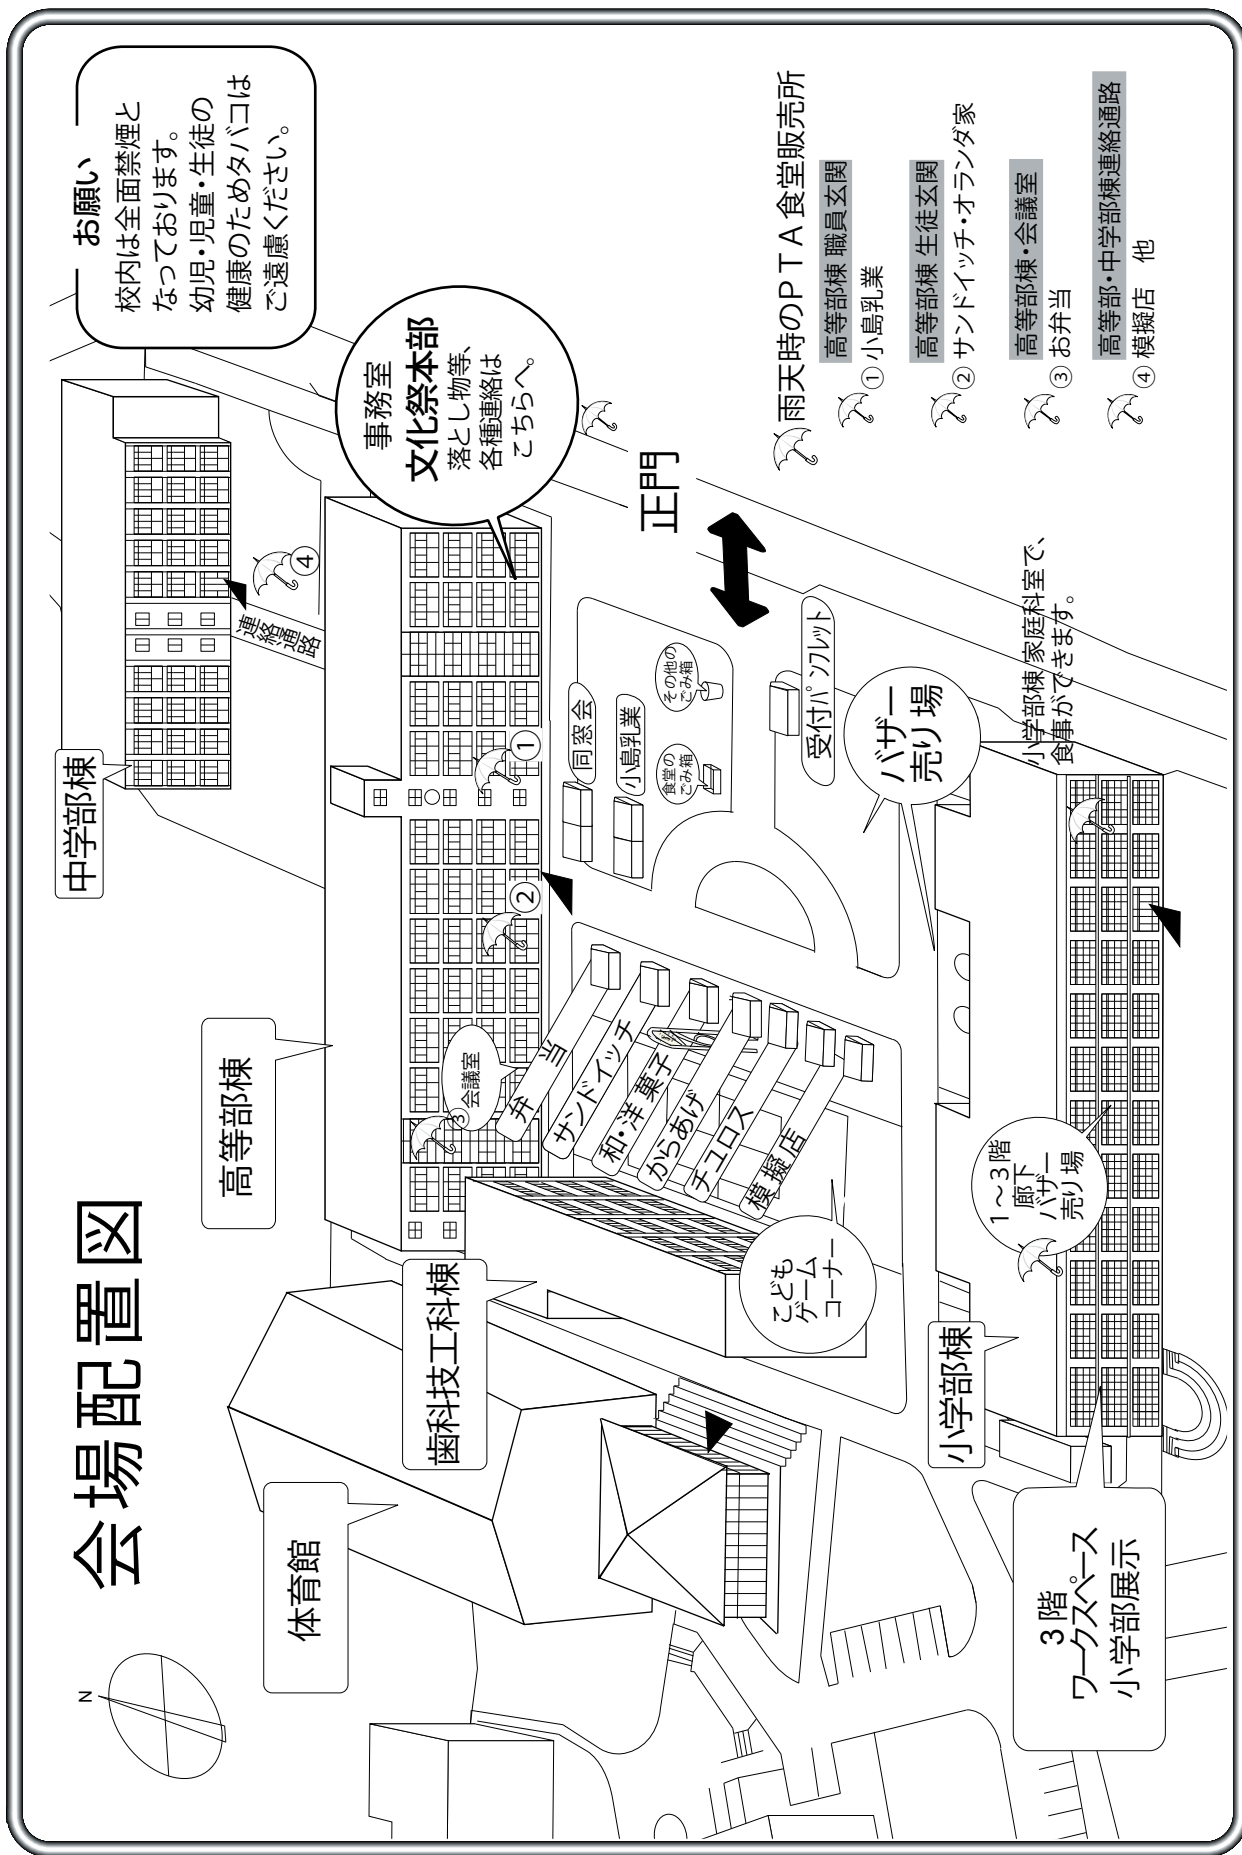 会場配置図
N
お願い
校内は全面禁煙と
なっております。
幼児・児童・生徒の
健康のためタバコは
ご遠慮ください。
中学部棟
連絡通路
④
高等部棟
事務室
文化祭本部
落とし物等、
各種連絡は
こちらへ。
①
②
③
会議室
体育館
歯科技工科棟
弁当
サンドイッチ
和・洋菓子
からあげ
チュロス
模擬店
こども
ゲーム
コーナー
同窓会
小島乳業
食堂の
ごみ箱
その他の
ごみ箱
正門
受付パンフレット
バザー
売り場
雨天時のPTA食堂販売所
高等部棟 職員玄関
①小島乳業
高等部棟 生徒玄関
②サンドイッチ・オランダ家
高等部棟・会議室
③お弁当
高等部・中学部棟連絡通路
④模擬店 他
小学部棟 家庭科室で、
食事ができます。
小学部棟
1～3階
廊下
バザー
売り場
3階
ワークスペース
小学部展示